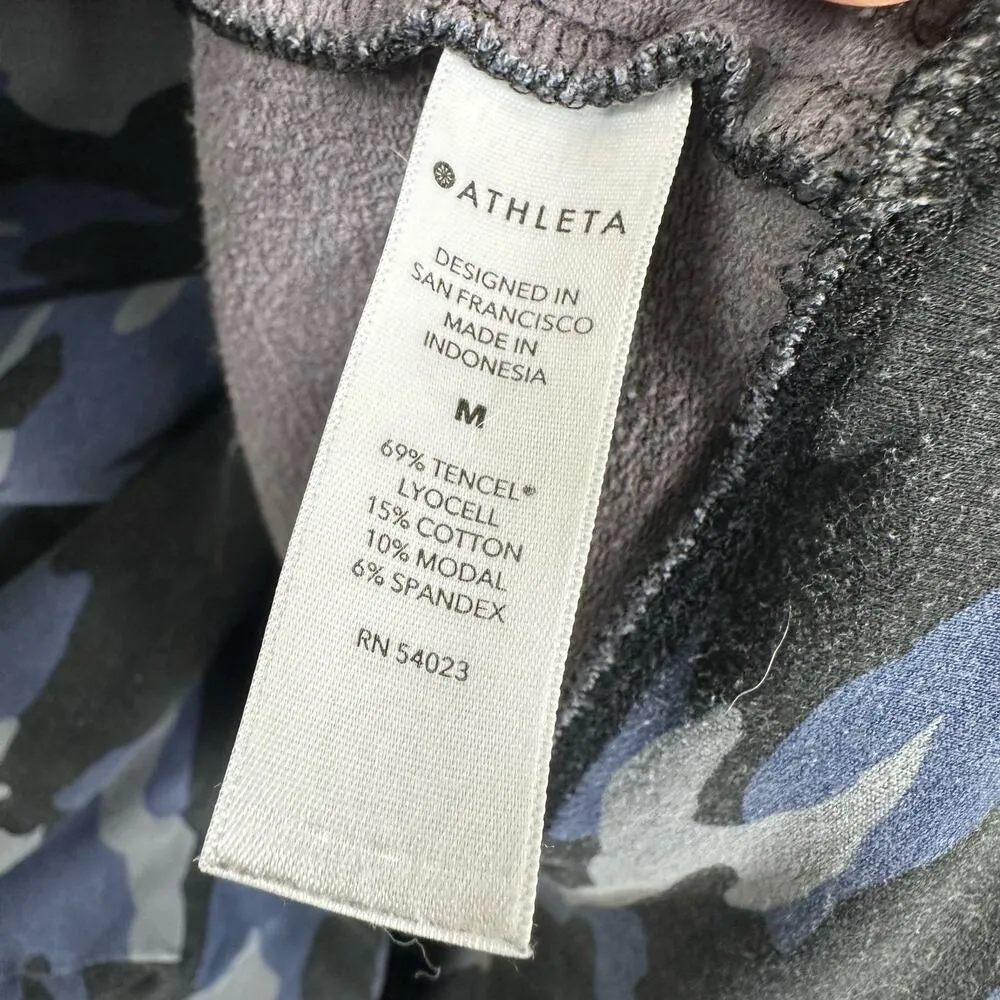 ATHLETA
DESIGNED IN
SAN FRANCISCO
MADE IN
INDONESIA
M
69% TENCEL®
LYOCELL
15% COTTON
10% MODAL
6% SPANDEX
RN 54023